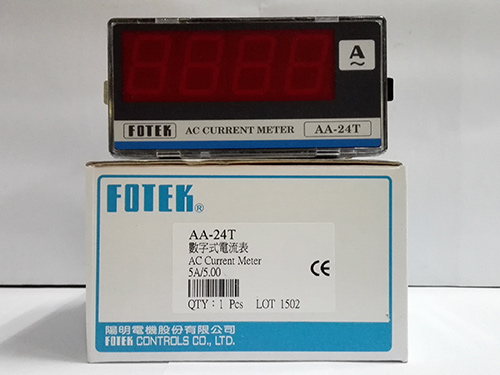 8888
A
~
FOTEK AC CURRENT METER AA-24T
FOTEK®
AA-24T
數字式電流表
AC Current Meter
5A/5.00
CE
QTY:1 Pcs LOT 1502
陽明電機股份有限公司
FOTEK CONTROLS CO., LTD.